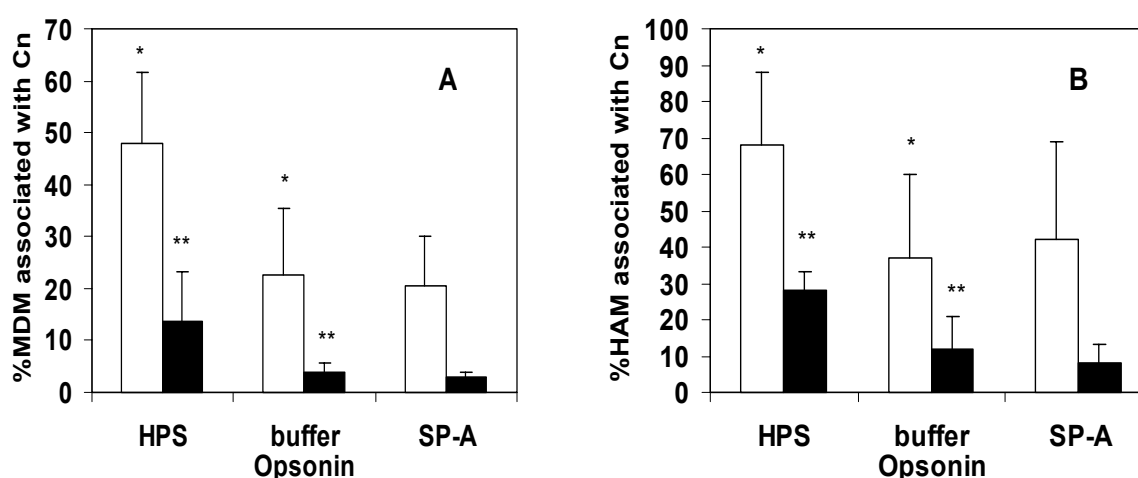 %MDM associated with Cn
70
60
50
40
30
20
10
0
A
*
**
*
**
HPS
buffer
SP-A
Opsonin
%HAM associated with Cn
100
90
80
70
60
50
40
30
20
10
0
B
*
**
*
**
HPS
buffer
SP-A
Opsonin